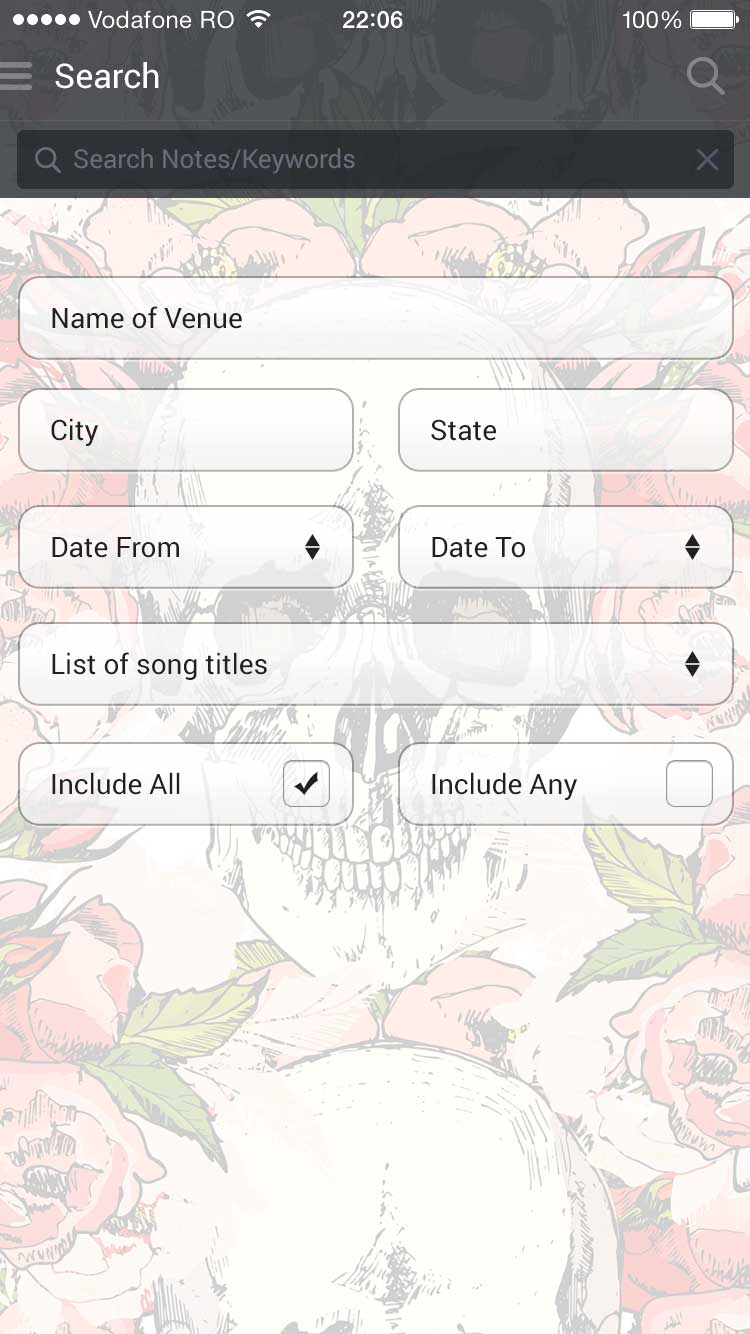 Vodafone RO 22:06 100%
Search
Search Notes/Keywords
Name of Venue
City State
Date From Date To
List of song titles
Include All Include Any